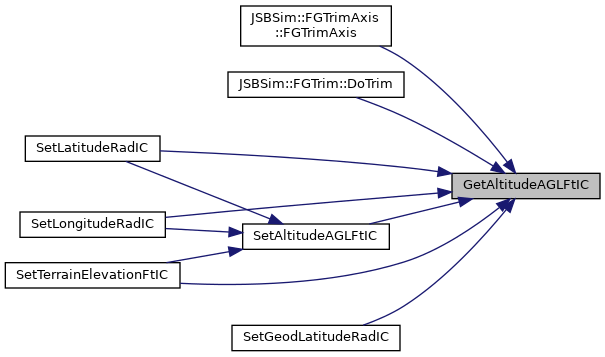 JSBSim::FGTrimAxis
::FGTrimAxis
JSBSim::FGTrim::DoTrim
SetLatitudeRadIC
GetAltitudeAGLFtIC
SetLongitudeRadIC
SetAltitudeAGLFtIC
SetTerrainElevationFtIC
SetGeodLatitudeRadIC